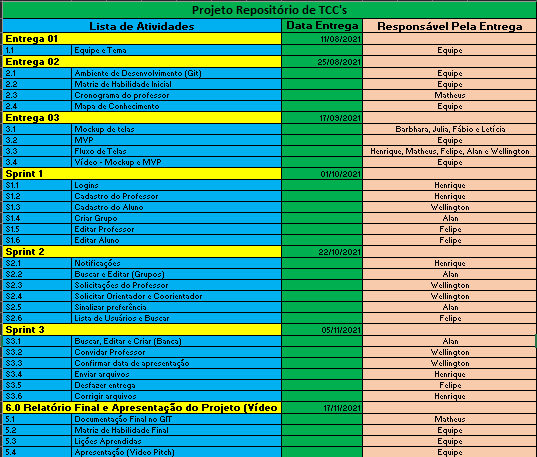 Projeto Repositório de TCC's
Lista de Atividades Data Entrega Responsável Pela Entrega
Entrega 01 11/08/2021
1.1 Equipe e Tema Equipe
Entrega 02 25/08/2021
2.1 Ambiente de Desenvolvimento (Git) Equipe
2.2 Matriz de Habilidade Inicial Equipe
2.3 Cronograma do professor Matheus
2.4 Mapa de Conhecimento Equipe
Entrega 03 17/09/2021
3.1 Mockup de telas Barbhara, Julia, Fábio e Letícia
3.2 MVP Equipe
3.3 Fluxo de Telas Henrique, Matheus, Felipe, Alan e Wellington
3.4 Vídeo - Mockup e MVP Equipe
Sprint 1 01/10/2021
S1.1 Logins Henrique
S1.2 Cadastro do Professor Henrique
S1.3 Cadastro do Aluno Wellington
S1.4 Criar Grupo Alan
S1.5 Editar Professor Felipe
S1.6 Editar Aluno Felipe
Sprint 2 22/10/2021
S2.1 Notificações Henrique
S2.2 Buscar e Editar (Grupos) Alan
S2.3 Solicitações do Professor Wellington
S2.4 Solicitar Orientador e Coorientador Wellington
S2.5 Sinalizar preferência Alan
S2.6 Lista de Usuários e Buscar Felipe
Sprint 3 05/11/2021
S3.1 Buscar, Editar e Criar (Banca) Alan
S3.2 Convidar Professor Wellington
S3.3 Confirmar data de apresentação Wellington
S3.4 Enviar arquivos Henrique
S3.5 Desfazer entrega Felipe
S3.6 Corrigir arquivos Henrique
6.0 Relatório Final e Apresentação do Projeto (Vídeo 17/11/2021
5.1 Documentação Final no GIT Matheus
5.2 Matriz de Habilidade Final Equipe
5.3 Lições Aprendidas Equipe
5.4 Apresentação (Vídeo Pitch) Equipe